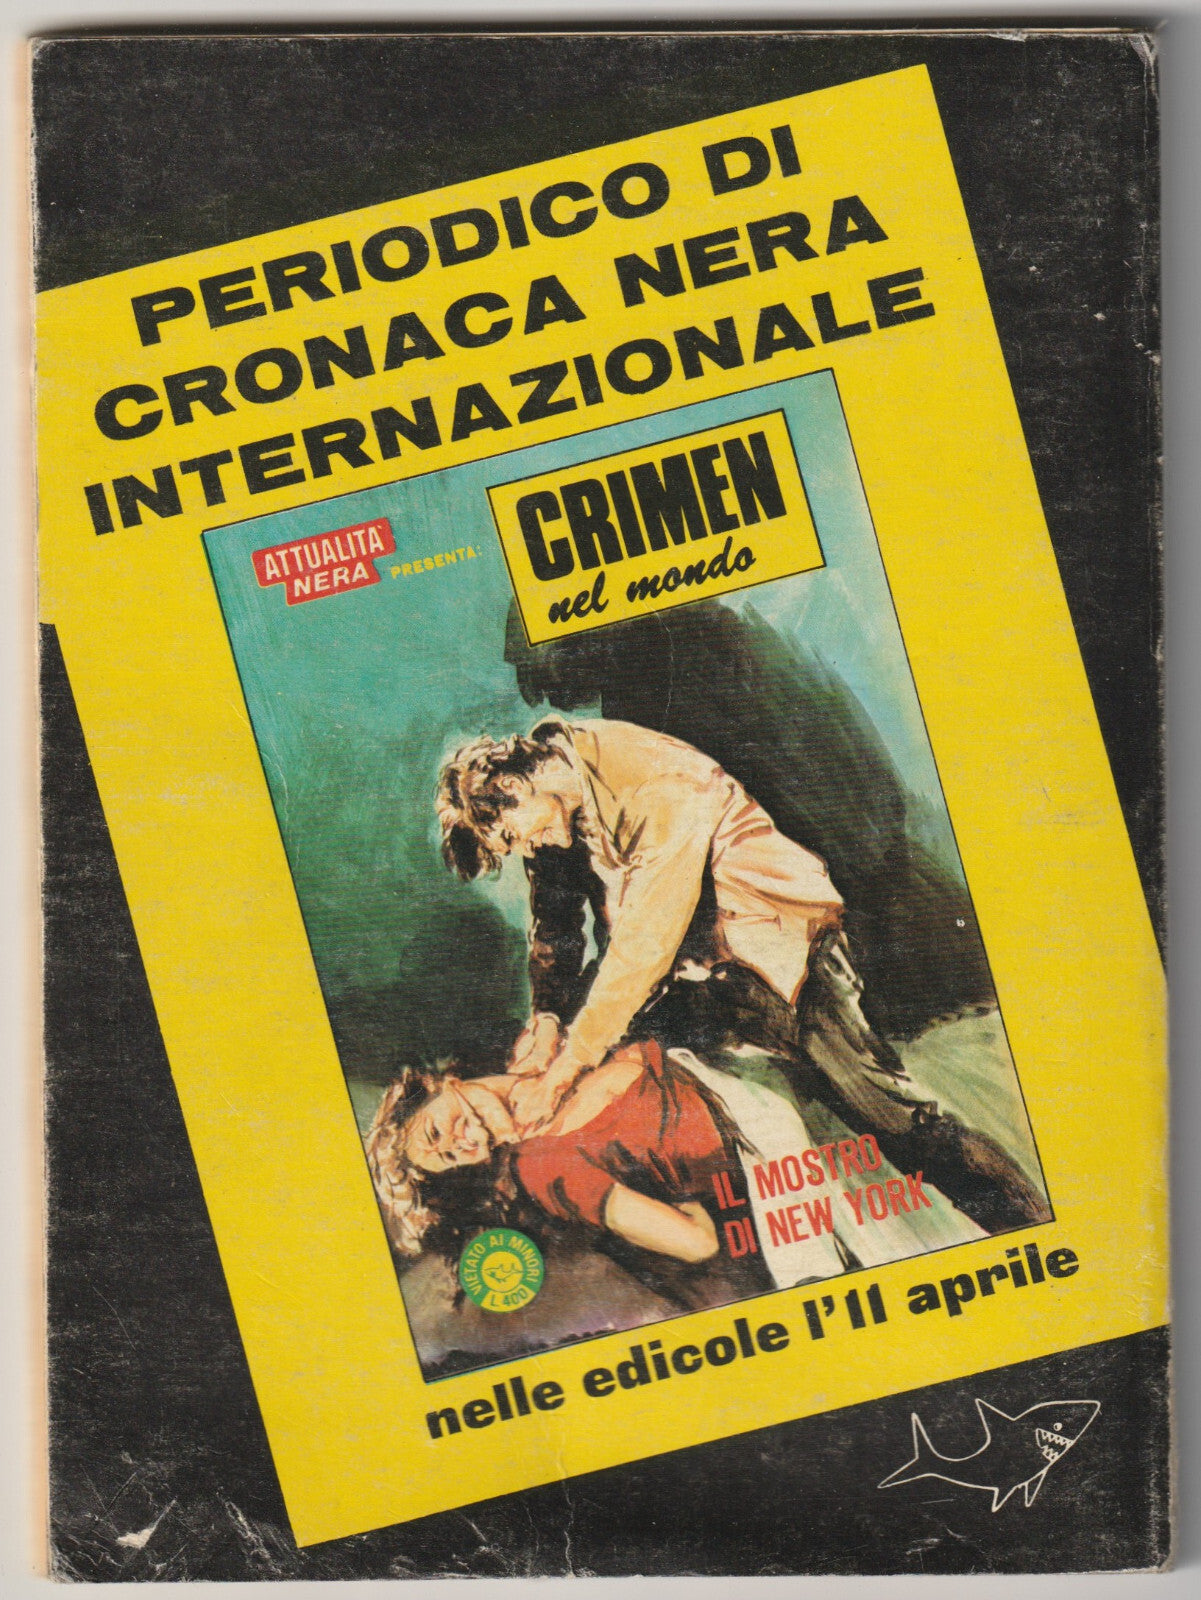 PERIODICO DI
CRONACA NERA
INTERNAZIONALE
ATTUALITÀ
NERA
PRESENTA:
CRIMEN
nel mondo
IL MOSTRO
DI NEW YORK
VIETATO AI MINORI
L.400
nelle edicole l'11 aprile